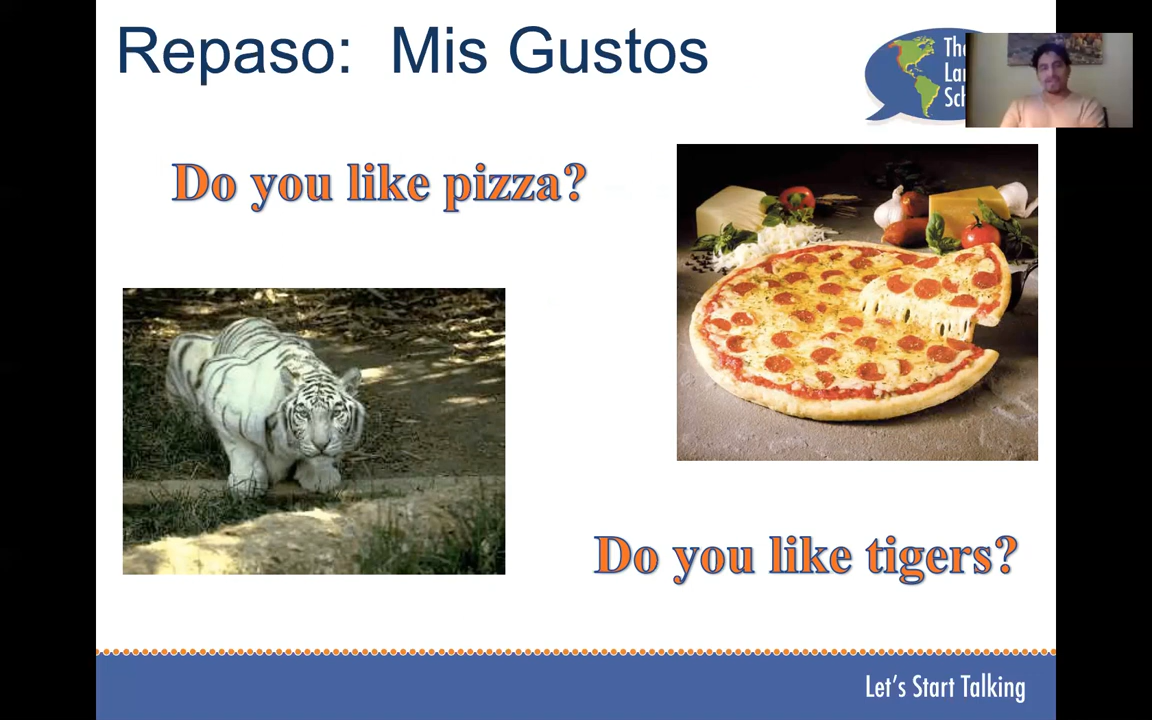 Repaso: Mis Gustos
Do you like pizza?
Do you like tigers?
Let's Start Talking